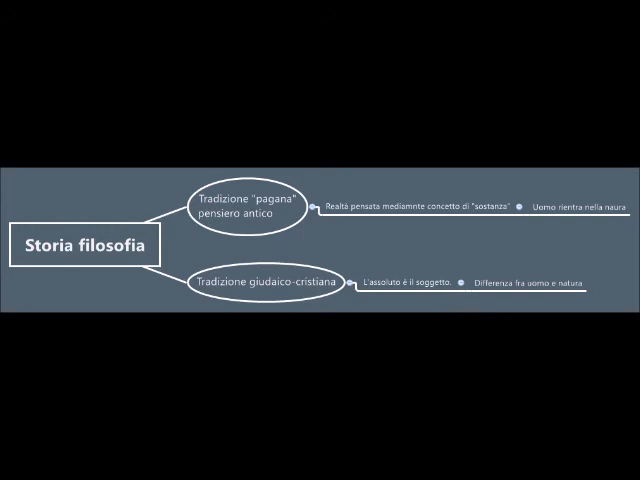 Storia filosofia
Tradizione "pagana"
pensiero antico
Realtá pensata mediamnte concetto di "sostanza"
Uomo rientra nella naura
Tradizione giudaico-cristiana
L'assoluto é il soggetto.
Differenza fra uomo e natura